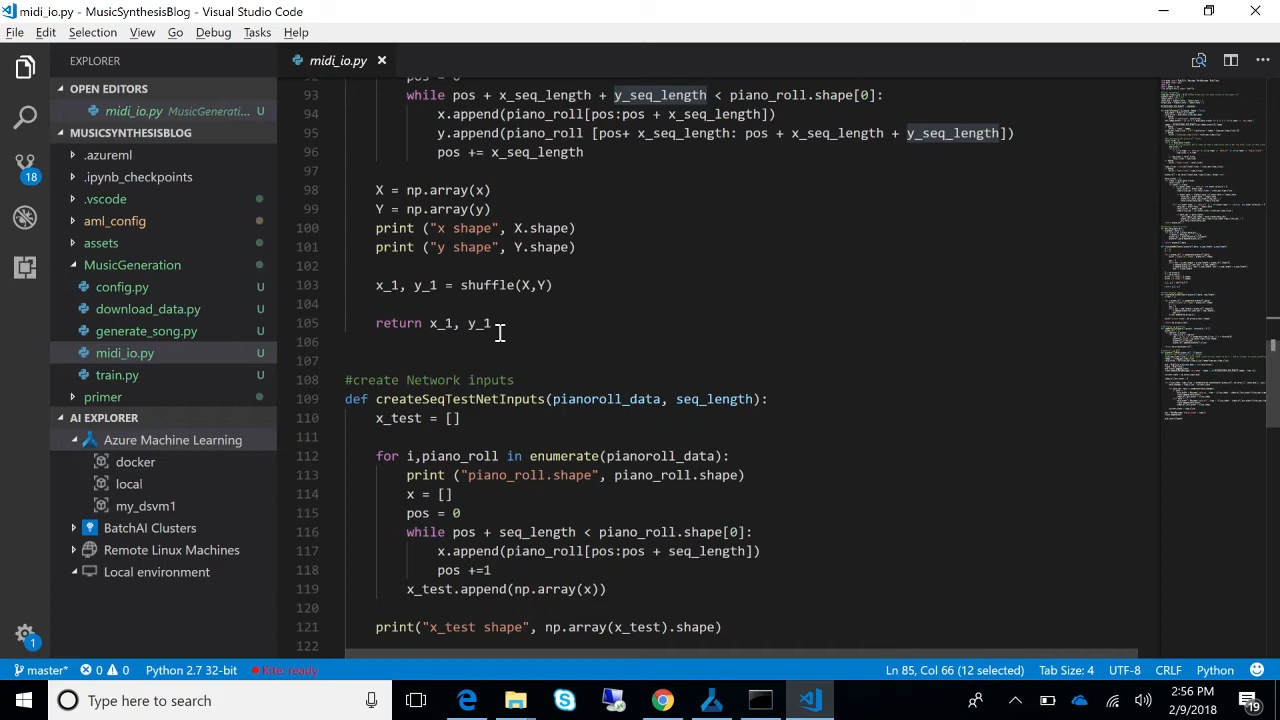 midi_io.py - MusicSynthesisBlog - Visual Studio Code
File Edit Selection View Go Debug Tasks Help
EXPLORER
midi_io.py
OPEN EDITORS
midi_io.py MusicGenerati... U
MUSICSYNTHESISBLOG
.azureml
.ipynb_checkpoints
.vscode
aml_config
assets
MusicGeneration
config.py U
download_data.py U
generate_song.py U
midi_io.py U
train.py U
primer
AI EXPLORER
Azure Machine Learning
docker
local
my_dsvm1
BatchAI Clusters
Remote Linux Machines
Local environment
18
1
92 pos = 0
93 while pos + x_seq_length + y_seq_length < piano_roll.shape[0]:
94 x.append(piano_roll[pos:pos + x_seq_length])
95 y.append(piano_roll[pos+ x_seq_length: pos + x_seq_length + y_seq_length])
96 pos += x_seq_length
97
98 X = np.array(x)
99 Y = np.array(y)
100 print ("x shape", X.shape)
101 print ("y shape", Y.shape)
102
103 x_1, y_1 = shuffle(X,Y)
104
105 return x_1, y_1
106
107
108 #create Network inputs
109 def createSeqTestNetInputs(pianoroll_data, seq_length):
110 x_test = []
111
112 for i,piano_roll in enumerate(pianoroll_data):
113 print ("piano_roll.shape", piano_roll.shape)
114 x = []
115 pos = 0
116 while pos + seq_length < piano_roll.shape[0]:
117 x.append(piano_roll[pos:pos + seq_length])
118 pos +=1
119 x_test.append(np.array(x))
120
121 print("x_test shape", np.array(x_test).shape)
122
master* 0 0 Python 2.7 32-bit Kite: ready Ln 85, Col 66 (12 selected) Tab Size: 4 UTF-8 CRLF Python
Type here to search
2:56 PM
2/9/2018
19